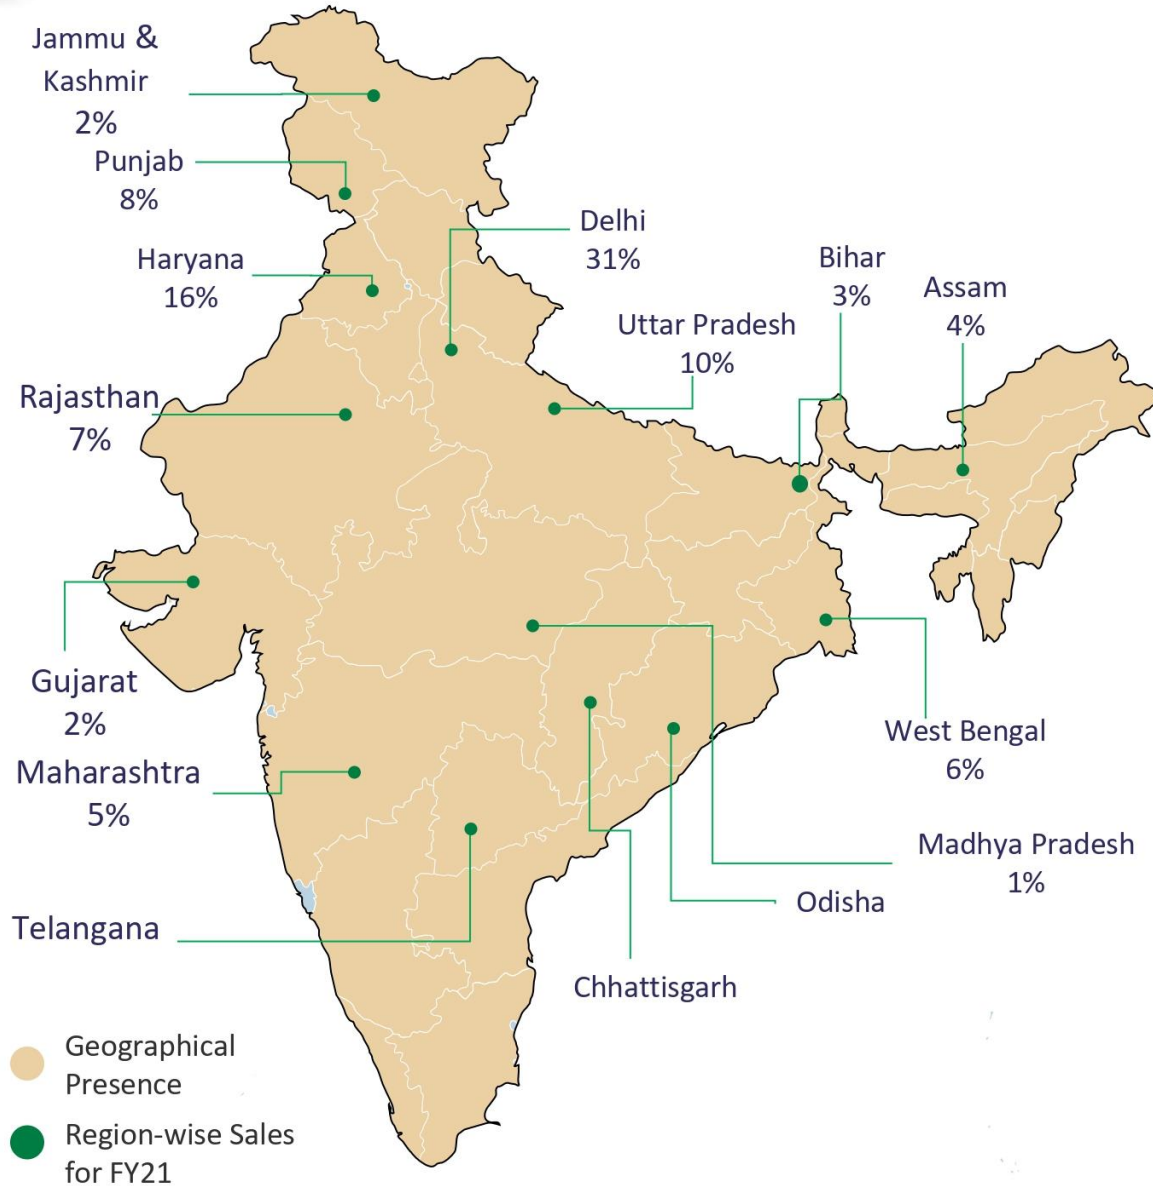 Jammu &
Kashmir
2%
Punjab
8%
Haryana
16%
Delhi
31%
Bihar
3%
Assam
4%
Uttar Pradesh
10%
Rajasthan
7%
Gujarat
2%
Maharashtra
5%
West Bengal
6%
Madhya Pradesh
1%
Odisha
Telangana
Chhattisgarh
Geographical
Presence
Region-wise Sales
for FY21